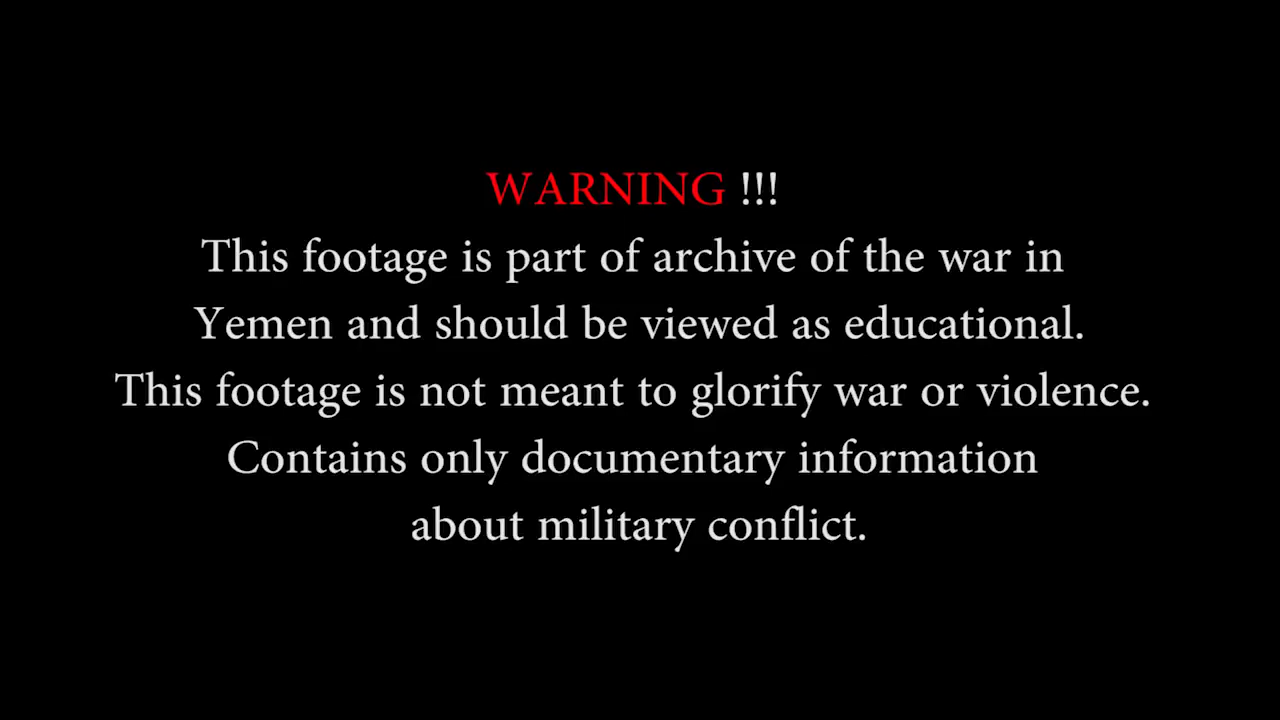 WARNING !!!
This footage is part of archive of the war in
Yemen and should be viewed as educational.
This footage is not meant to glorify war or violence.
Contains only documentary information
about military conflict.